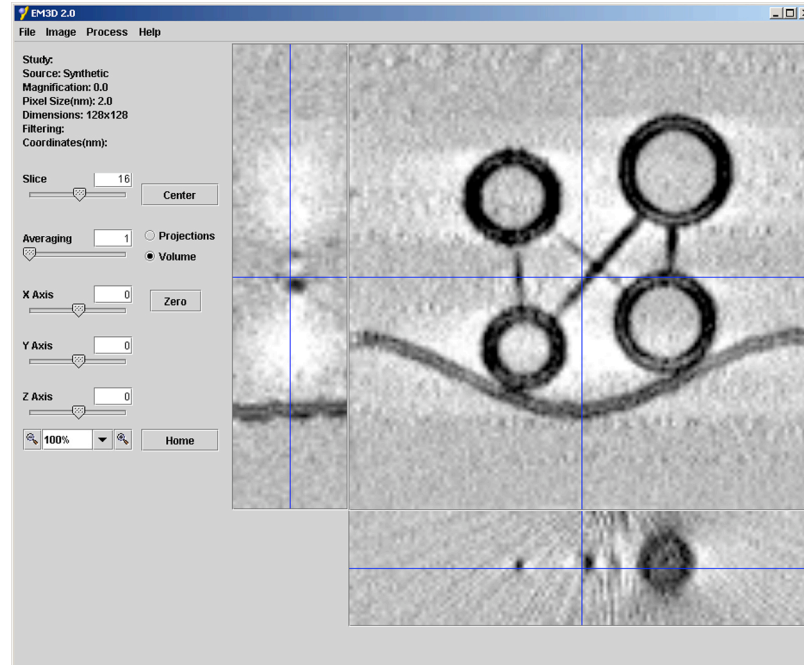 EM3D 2.0
File Image Process Help
Study:
Source: Synthetic
Magnification: 0.0
Pixel Size(nm): 2.0
Dimensions: 128x128
Filtering:
Coordinates(nm):
Slice 16
Center
Averaging 1
Projections
Volume
X Axis 0
Zero
Y Axis 0
Z Axis 0
100%
Home